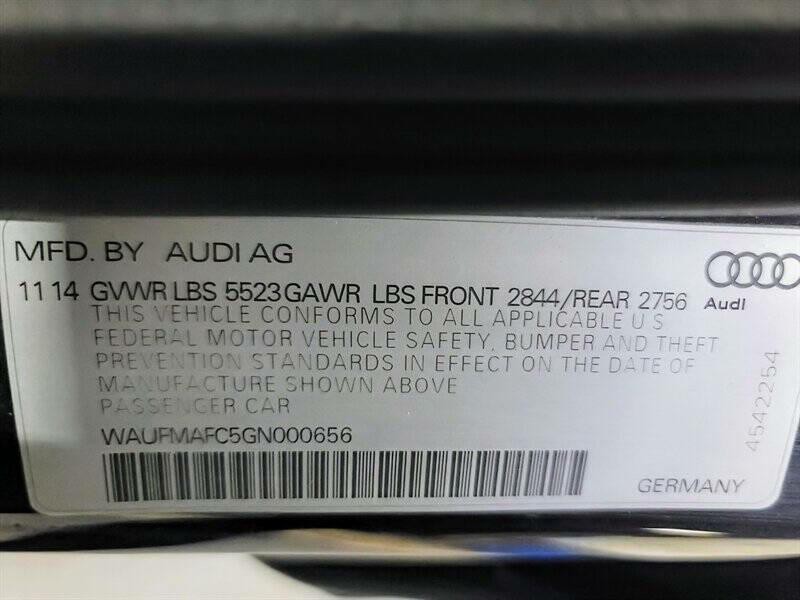 MFD. BY AUDI AG
11 14 GVWR LBS 5523 GAWR LBS FRONT 2844/REAR 2756
Audi
THIS VEHICLE CONFORMS TO ALL APPLICABLE U S
FEDERAL MOTOR VEHICLE SAFETY, BUMPER AND THEFT
PREVENTION STANDARDS IN EFFECT ON THE DATE OF
MANUFACTURE SHOWN ABOVE
PASSENGER CAR
WAUFMAFC5GN000656
GERMANY
4542254